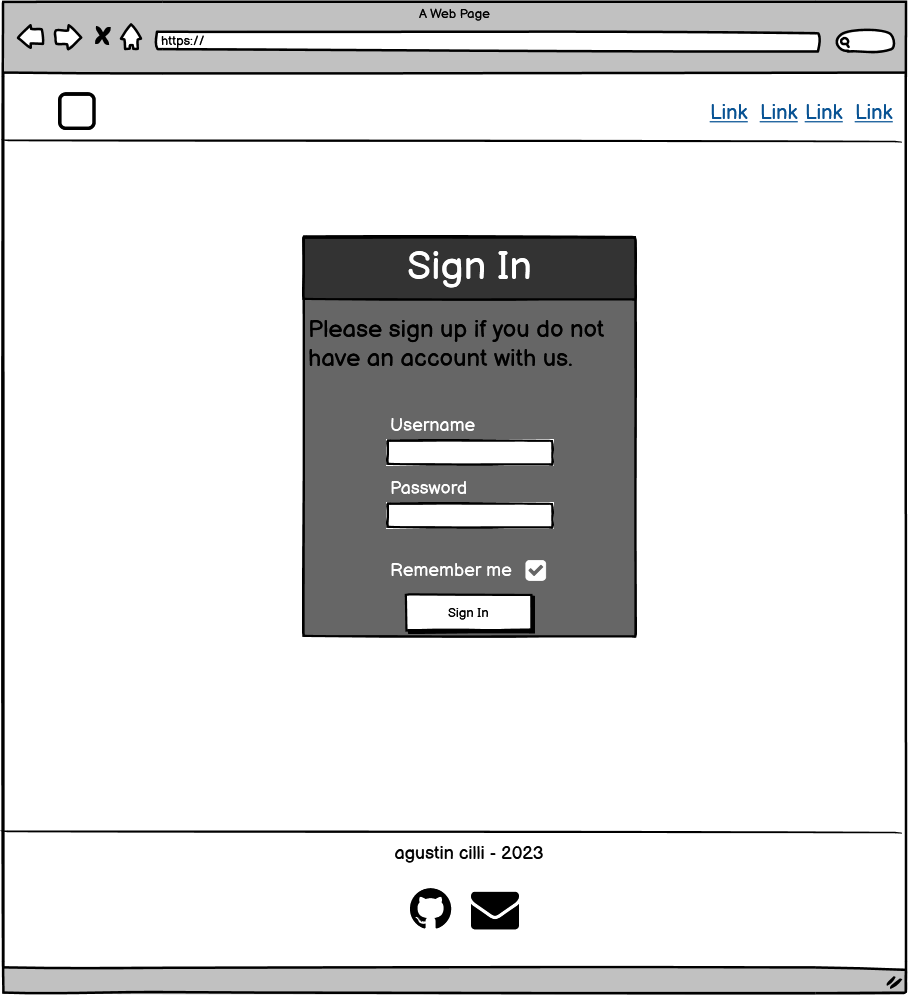 A Web Page
https://
Link Link Link Link
Sign In
Please sign up if you do not
have an account with us.
Username
Password
Remember me
Sign In
agustin cilli - 2023